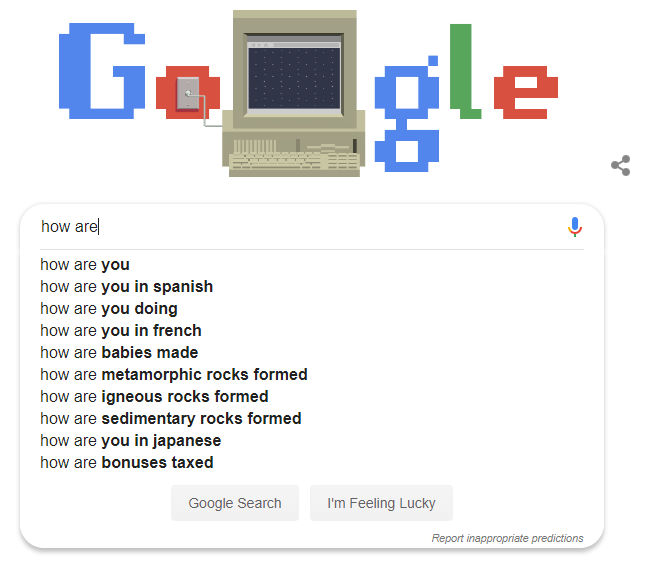 Google
how are
how are you
how are you in spanish
how are you doing
how are you in french
how are babies made
how are metamorphic rocks formed
how are igneous rocks formed
how are sedimentary rocks formed
how are you in japanese
how are bonuses taxed
Google Search
I'm Feeling Lucky
Report inappropriate predictions